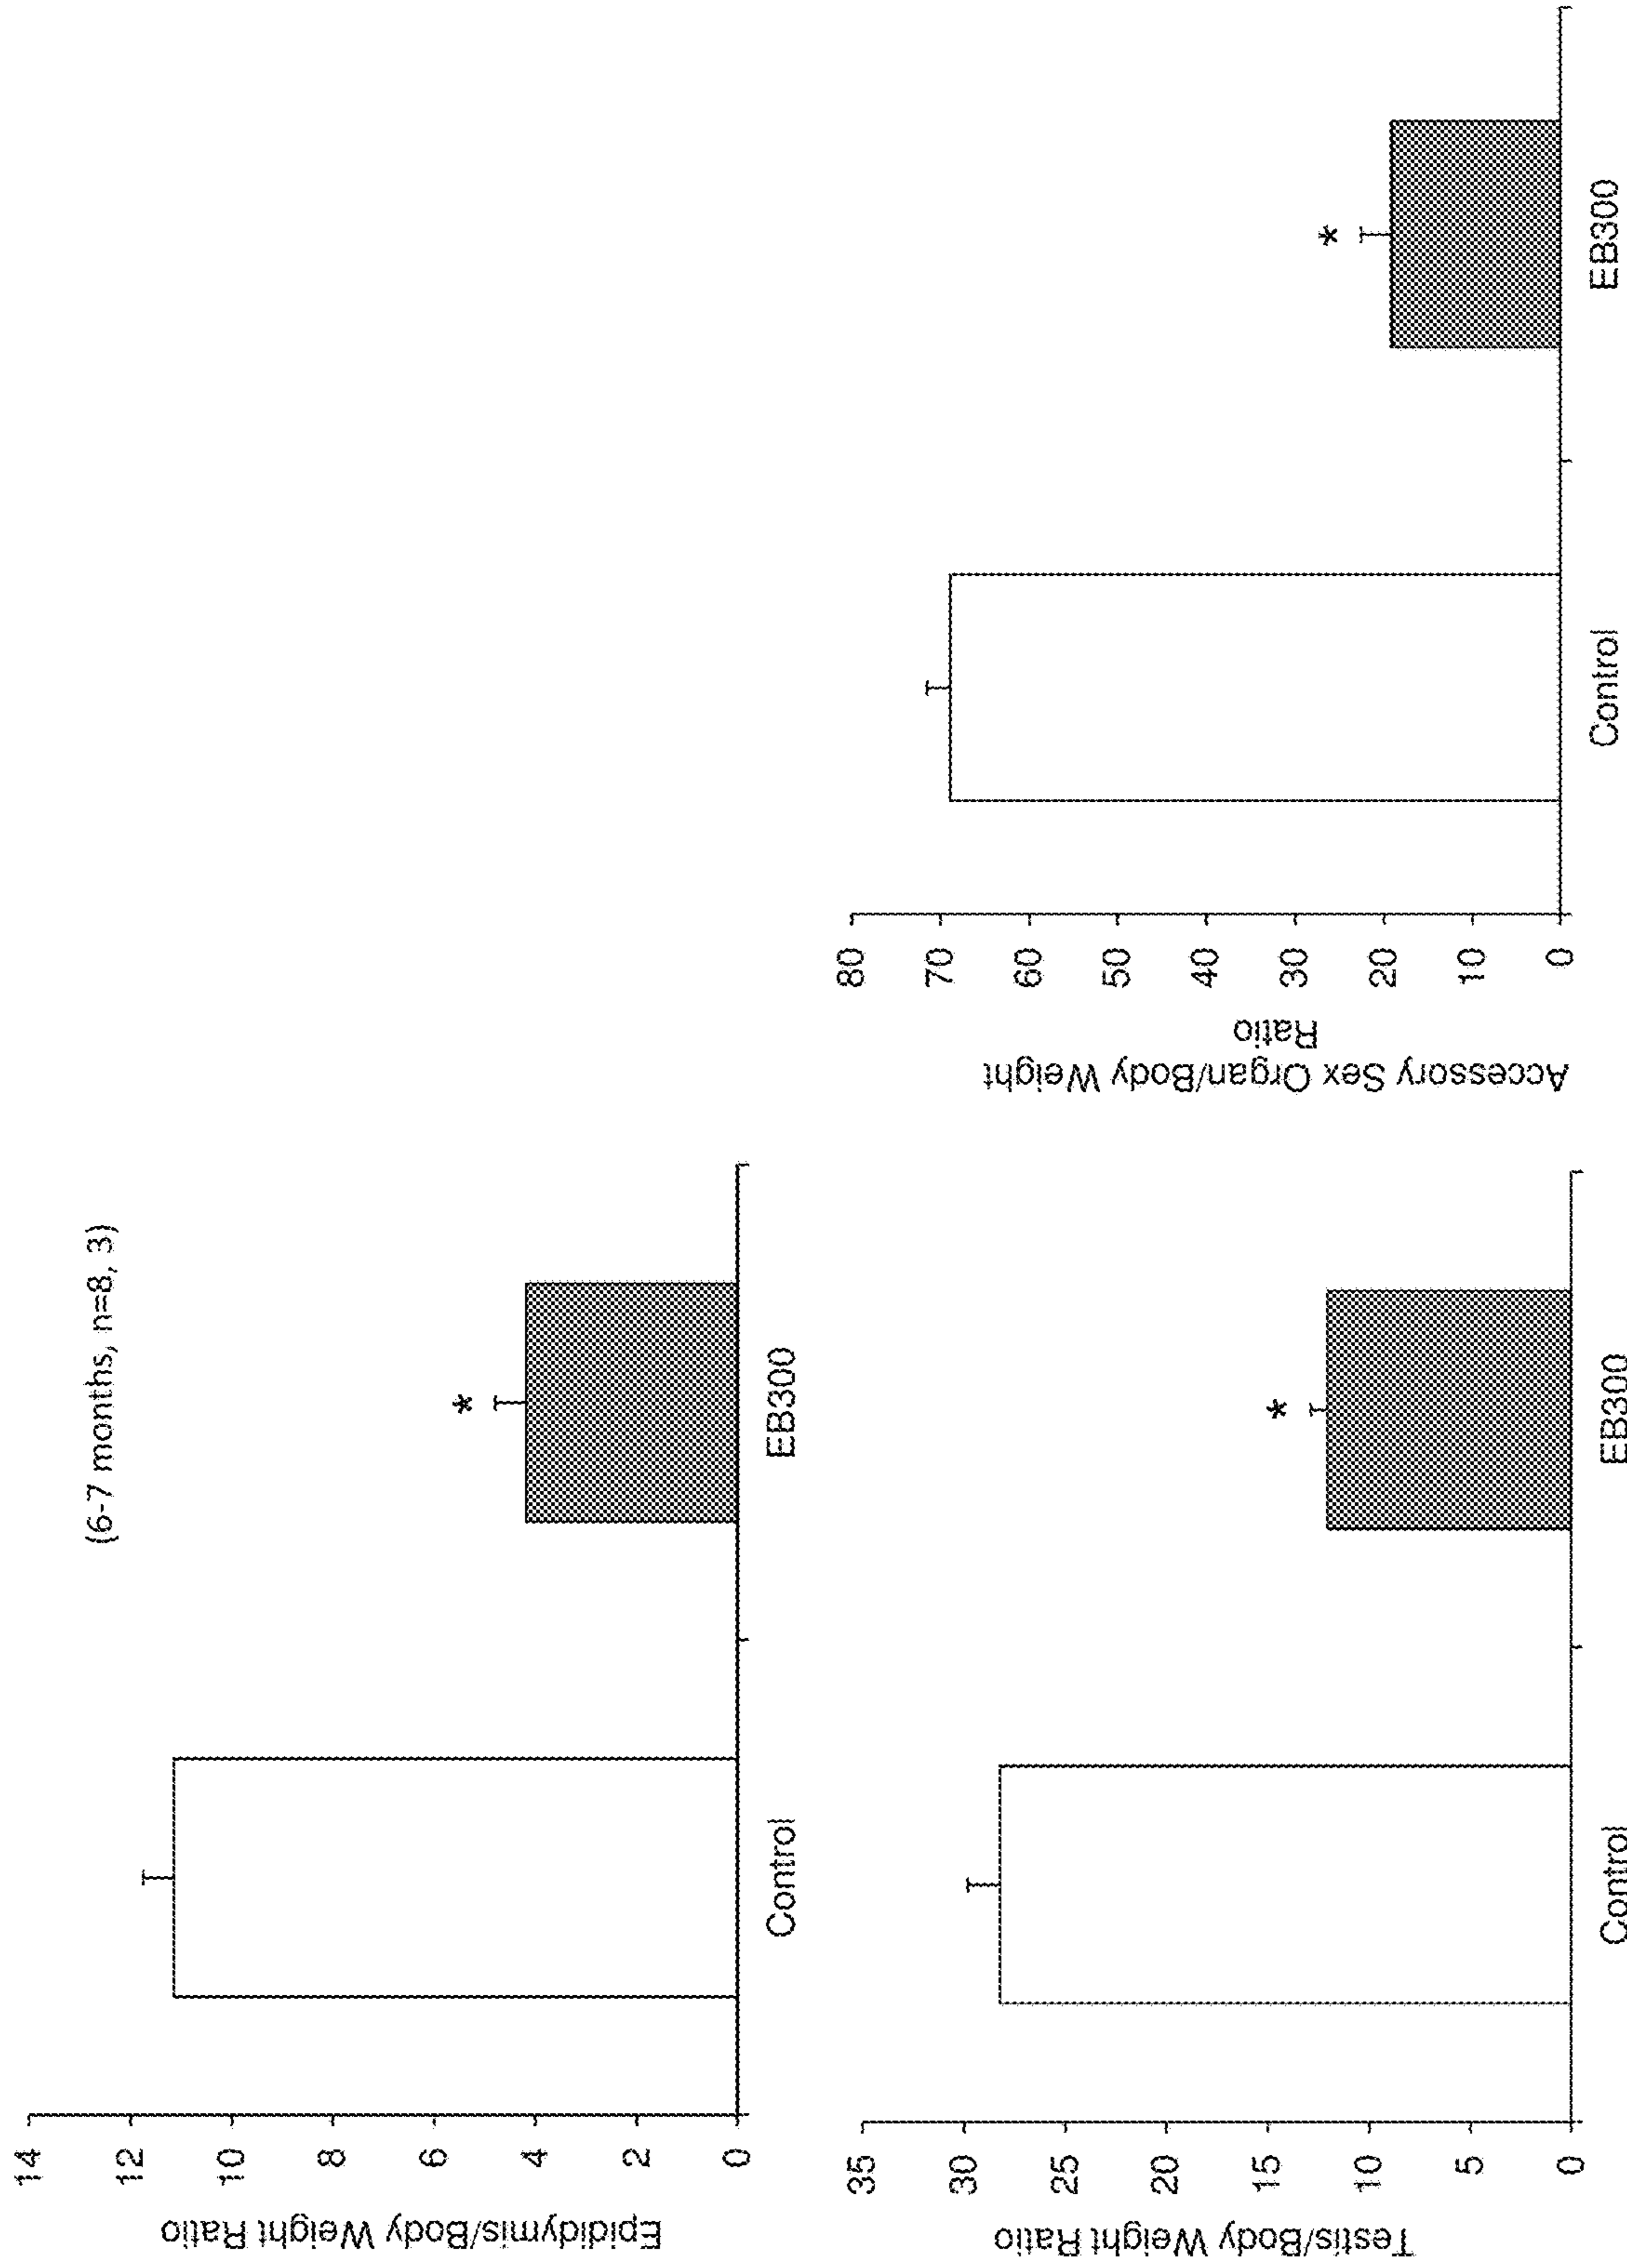 (6-7 months, n=8, 3)
Epididymis/Body Weight Ratio
14
12
10
8
6
4
2
0
*
Control
EB300
Testis/Body Weight Ratio
35
30
25
20
15
10
5
0
*
Control
EB300
Accessory Sex Organ/Body Weight
Ratio
80
70
60
50
40
30
20
10
0
*
Control
EB300